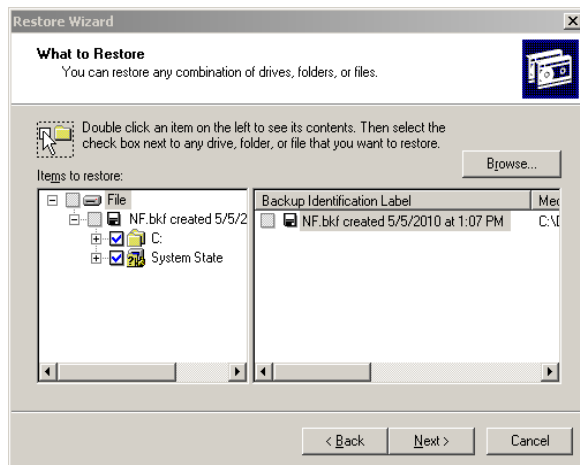 Restore Wizard
What to Restore
You can restore any combination of drives, folders, or files.
Double click an item on the left to see its contents. Then select the
check box next to any drive, folder, or file that you want to restore.
Browse...
Items to restore:
File
NF.bkf created 5/5/2
C:
System State
Backup Identification Label
Med
NF.bkf created 5/5/2010 at 1:07 PM
C:\D
< Back
Next >
Cancel